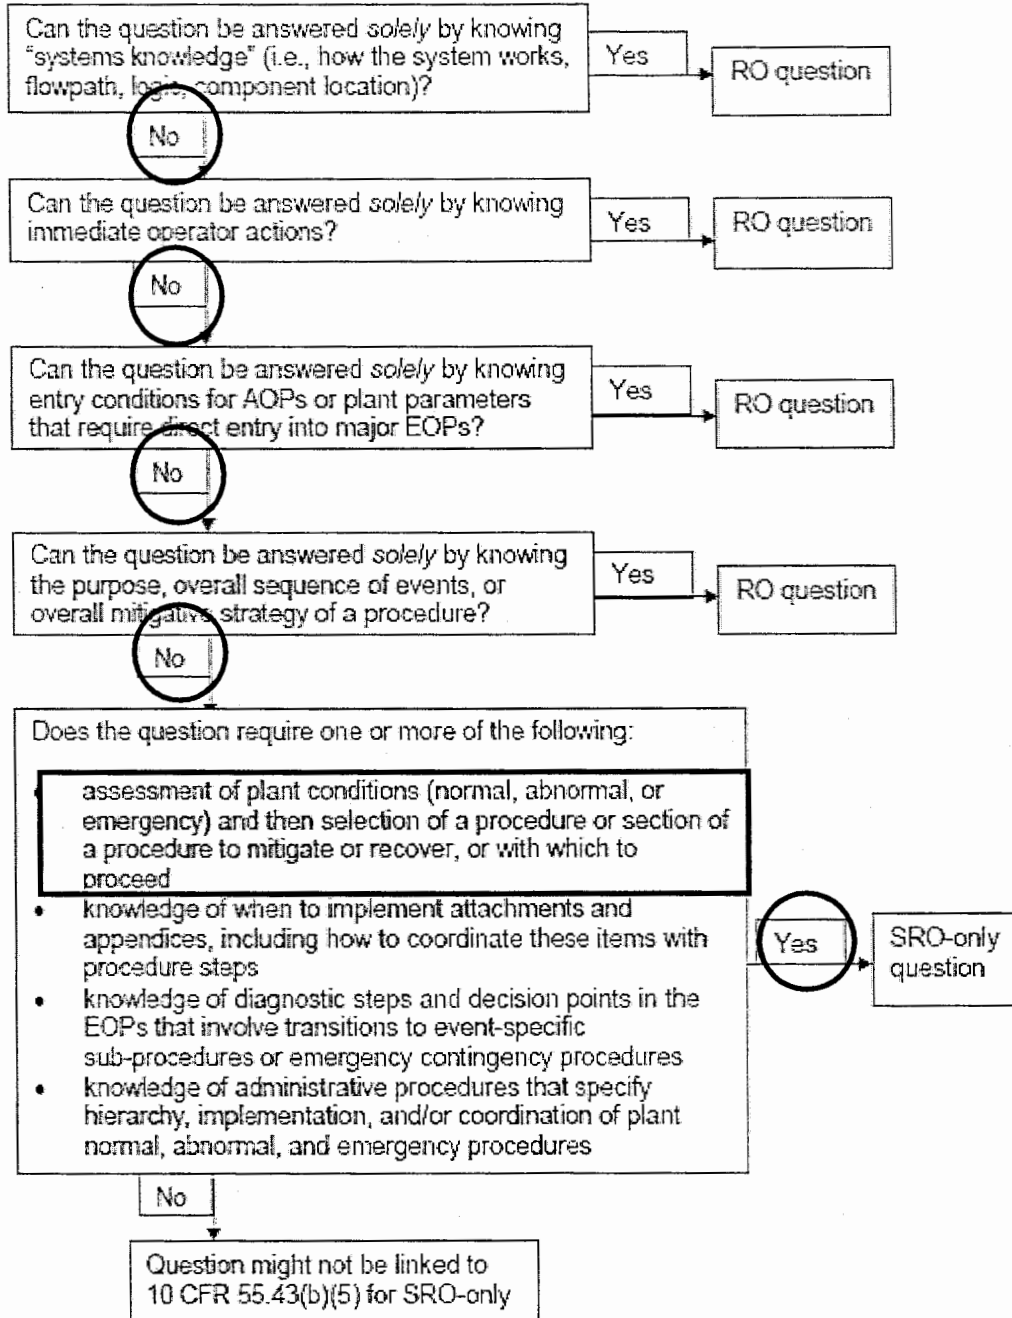 Can the question be answered solely by knowing
"systems knowledge" (i.e., how the system works,
flowpath, logic, component location)?
Yes
RO question
No
Can the question be answered solely by knowing
immediate operator actions?
Yes
RO question
No
Can the question be answered solely by knowing
entry conditions for AOPs or plant parameters
that require direct entry into major EOPs?
Yes
RO question
No
Can the question be answered solely by knowing
the purpose, overall sequence of events, or
overall mitigative strategy of a procedure?
Yes
RO question
No
Does the question require one or more of the following:
assessment of plant conditions (normal, abnormal, or
emergency) and then selection of a procedure or section of
a procedure to mitigate or recover, or with which to
proceed
• knowledge of when to implement attachments and
appendices, including how to coordinate these items with
procedure steps
• knowledge of diagnostic steps and decision points in the
EOPs that involve transitions to event-specific
sub-procedures or emergency contingency procedures
• knowledge of administrative procedures that specify
hierarchy, implementation, and/or coordination of plant
normal, abnormal, and emergency procedures
Yes
SRO-only
question
No
Question might not be linked to
10 CFR 55.43(b)(5) for SRO-only